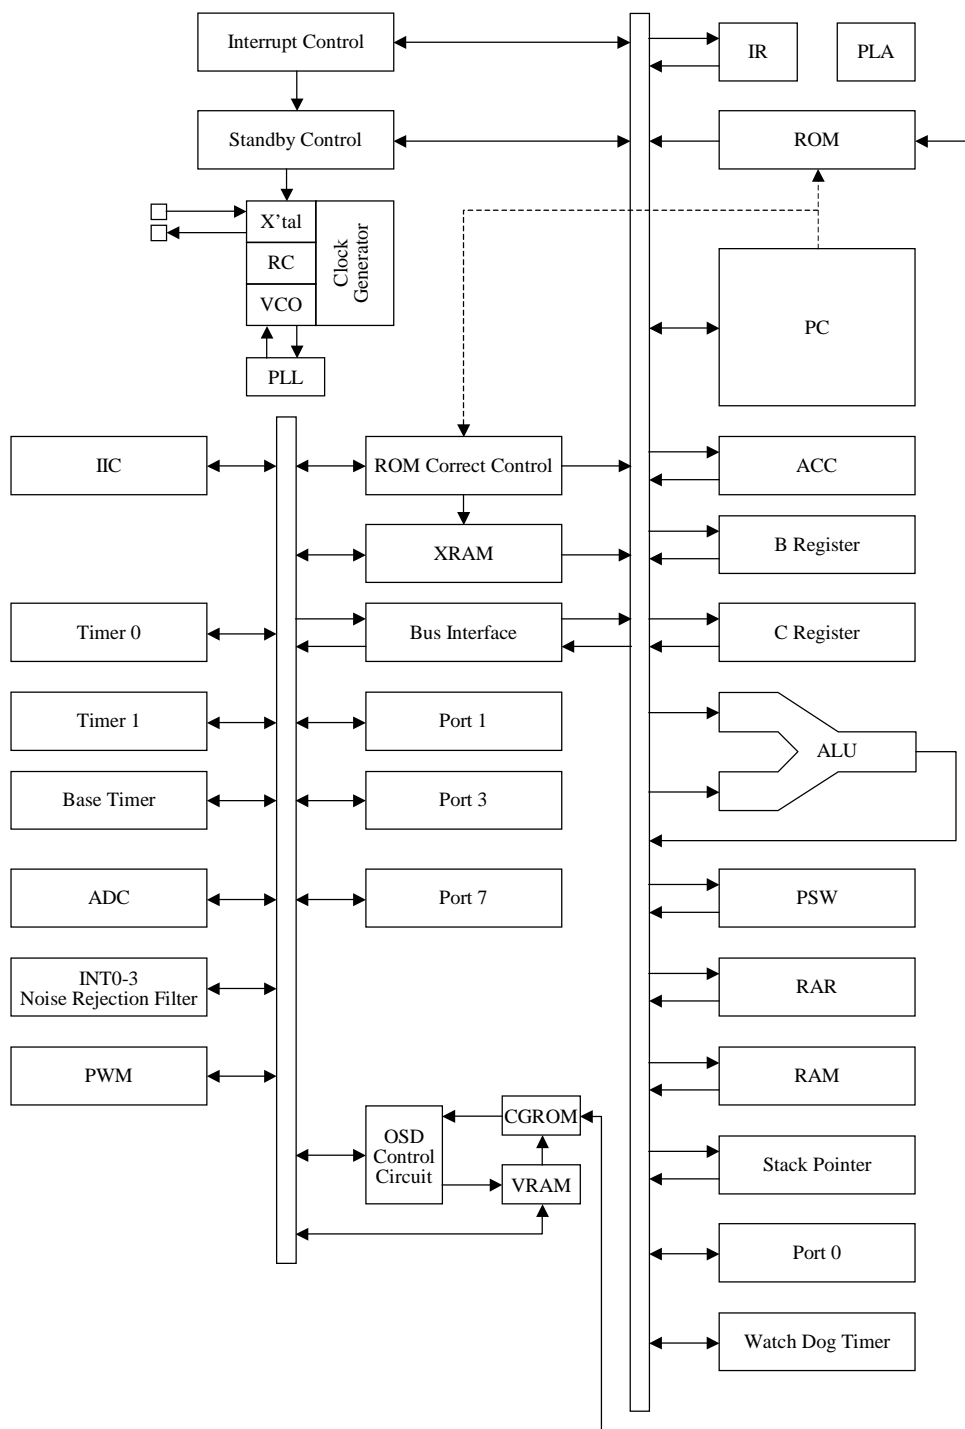 Interrupt Control
IR
PLA
Standby Control
ROM
X’tal
RC
VCO
Clock
Generator
PC
PLL
IIC
ROM Correct Control
ACC
XRAM
B Register
Timer 0
Bus Interface
C Register
Timer 1
Port 1
ALU
Base Timer
Port 3
ADC
Port 7
PSW
INT0-3
Noise Rejection Filter
RAR
PWM
RAM
CGROM
OSD
Control
Circuit
VRAM
Stack Pointer
Port 0
Watch Dog Timer